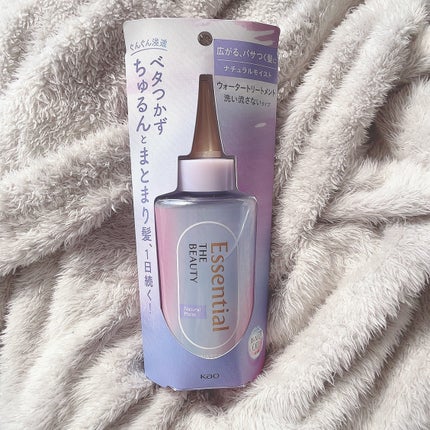 ぐんぐん浸透
ベタつかず
ちゅるんとまとまり髪、1日続く!
広がる、パサつく髪に
ナチュラルモイスト
ウォータートリートメント
洗い流さないタイプ
Essential
THE
BEAUTY
Natural
Moist
Kao